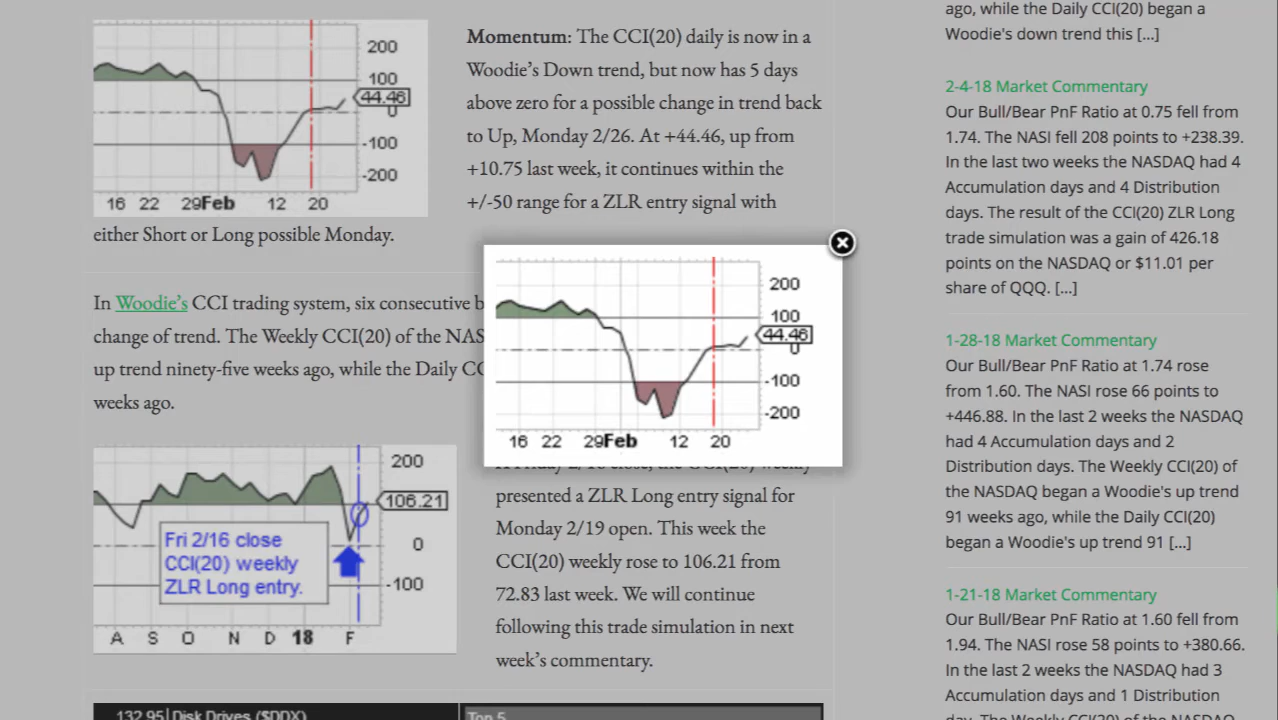 200
100
44.46
0
-100
-200
16 22 29Feb 12 20
Momentum: The CCI(20) daily is now in a
Woodie's Down trend, but now has 5 days
above zero for a possible change in trend back
to Up, Monday 2/26. At +44.46, up from
+10.75 last week, it continues within the
+/-50 range for a ZLR entry signal with
either Short or Long possible Monday.
In Woodie's CCI trading system, six consecutive b
change of trend. The Weekly CCI(20) of the NAS
up trend ninety-five weeks ago, while the Daily CC
weeks ago.
200
100
44.46
0
-100
-200
16 22 29Feb 12 20
200
106.21
0
-100
Fri 2/16 close
CCI(20) weekly
ZLR Long entry.
A S O N D 18 F
presented a ZLR Long entry signal for
Monday 2/19 open. This week the
CCI(20) weekly rose to 106.21 from
72.83 last week. We will continue
following this trade simulation in next
week's commentary.
132.95 Disk Drives ($DDX)
Top 5
ago, while the Daily CCI(20) began a
Woodie's down trend this [...]
2-4-18 Market Commentary
Our Bull/Bear PnF Ratio at 0.75 fell from
1.74. The NASI fell 208 points to +238.39.
In the last two weeks the NASDAQ had 4
Accumulation days and 4 Distribution
days. The result of the CCI(20) ZLR Long
trade simulation was a gain of 426.18
points on the NASDAQ or $11.01 per
share of QQQ. [...]
1-28-18 Market Commentary
Our Bull/Bear PnF Ratio at 1.74 rose
from 1.60. The NASI rose 66 points to
+446.88. In the last 2 weeks the NASDAQ
had 4 Accumulation days and 2
Distribution days. The Weekly CCI(20) of
the NASDAQ began a Woodie's up trend
91 weeks ago, while the Daily CCI(20)
began a Woodie's up trend 91 [...]
1-21-18 Market Commentary
Our Bull/Bear PnF Ratio at 1.60 fell from
1.94. The NASI rose 58 points to +380.66.
In the last 2 weeks the NASDAQ had 3
Accumulation days and 1 Distribution
day. The Weekly CCI(20) of the NASDAQ